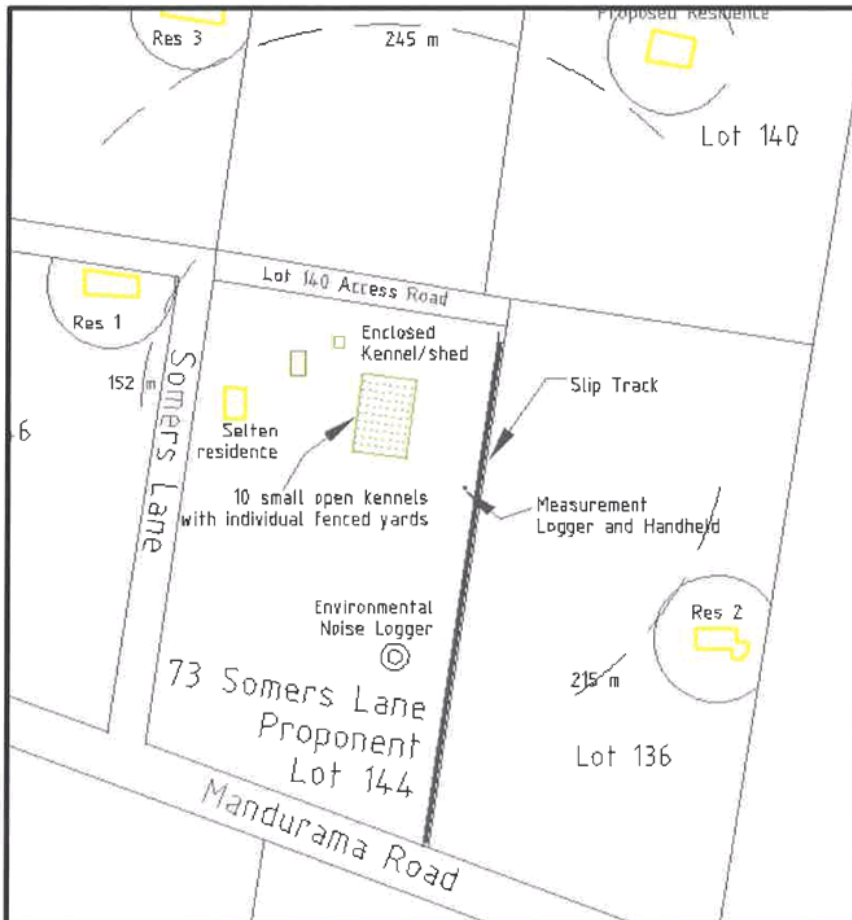 Proposed Residence
Res 3
245 m
Lot 140
Lot 140 Access Road
Res 1
Enclosed
Kennel/shed
152 m
Slip Track
Somers Lane
6
Selten
residence
10 small open kennels
with individual fenced yards
Measurement
Logger and Handheld
Environmental
Noise Logger
Res 2
73 Somers Lane
Proponent
Lot 144
215 m
Lot 136
Mandurama Road